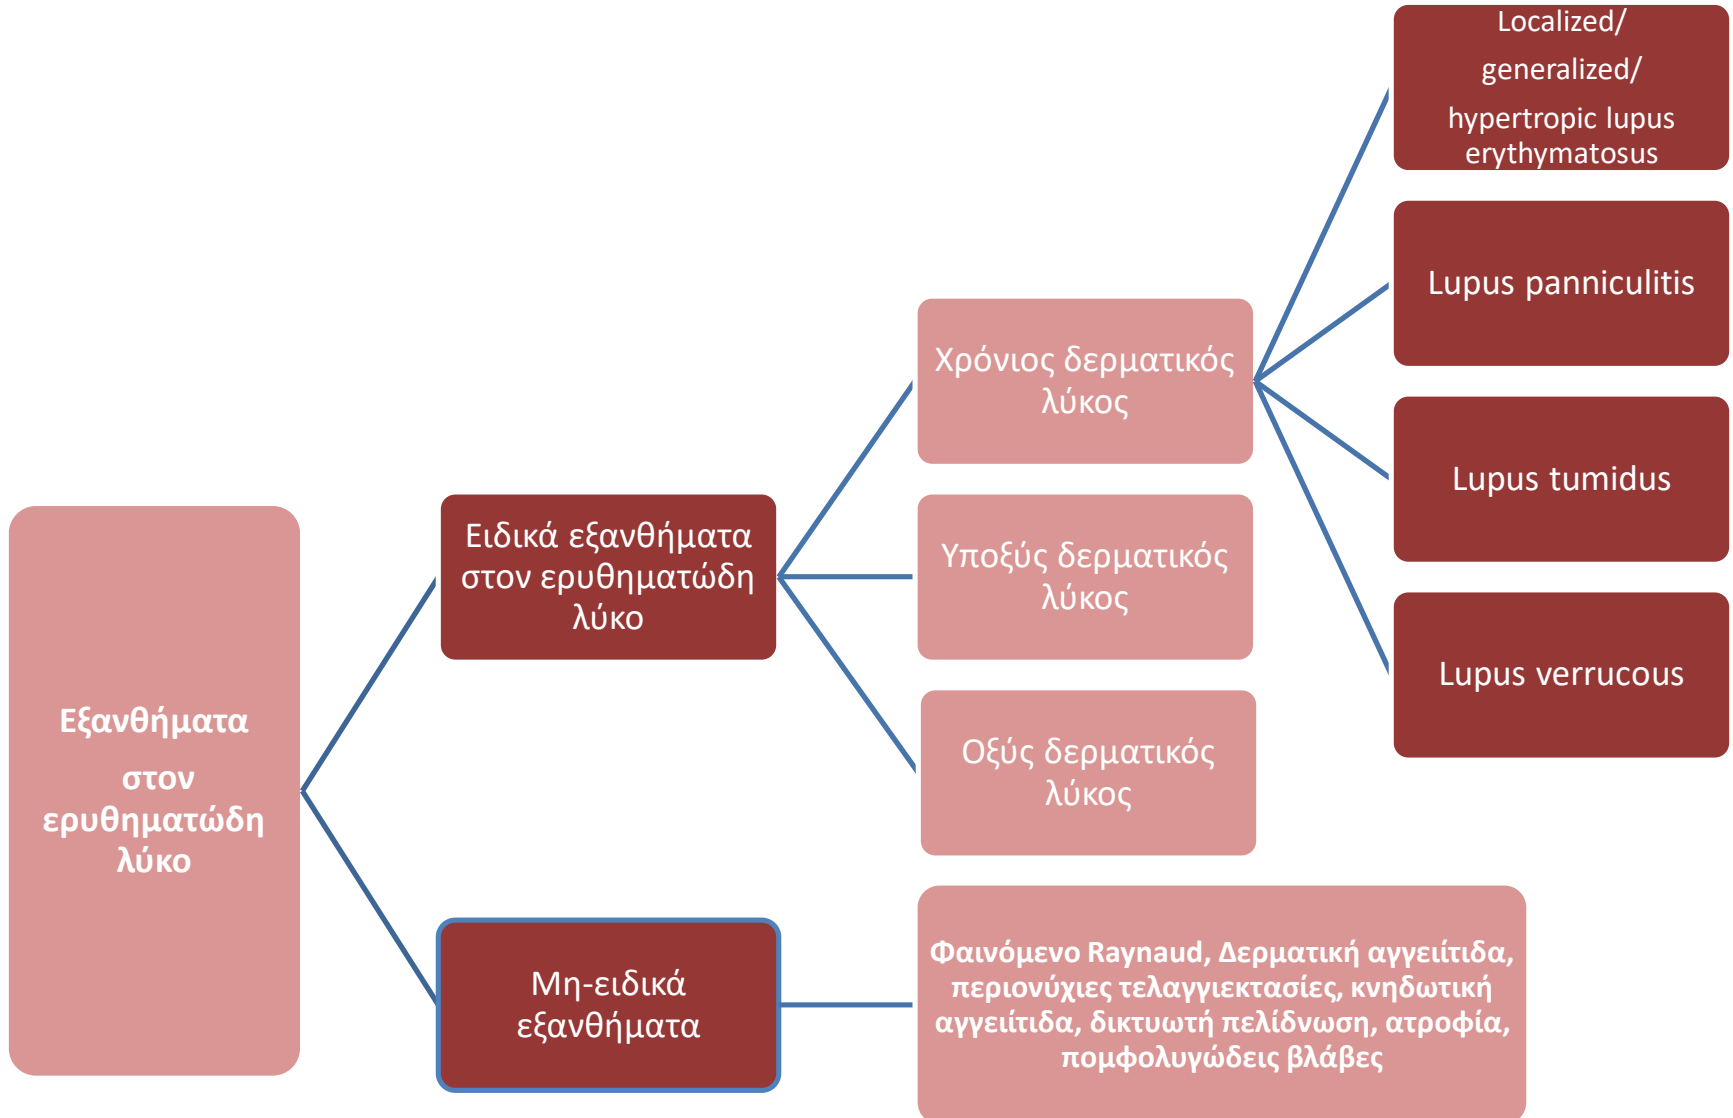 Εξανθήματα
στον
ερυθηματώδη
λύκο
Ειδικά εξανθήματα
στον ερυθηματώδη
λύκο
Χρόνιος δερματικός
λύκος
Localized/
generalized/
hypertropic lupus
erythymatosus
Lupus panniculitis
Lupus tumidus
Lupus verrucous
Υποξύς δερματικός
λύκος
Οξύς δερματικός
λύκος
Μη-ειδικά
εξανθήματα
Φαινόμενο Raynaud, Δερματική αγγειίτιδα,
περιονύχιες τελαγγιεκτασίες, κνηδωτική
αγγειίτιδα, δικτυωτή πελίδνωση, ατροφία,
πομφολυγώδεις βλάβες